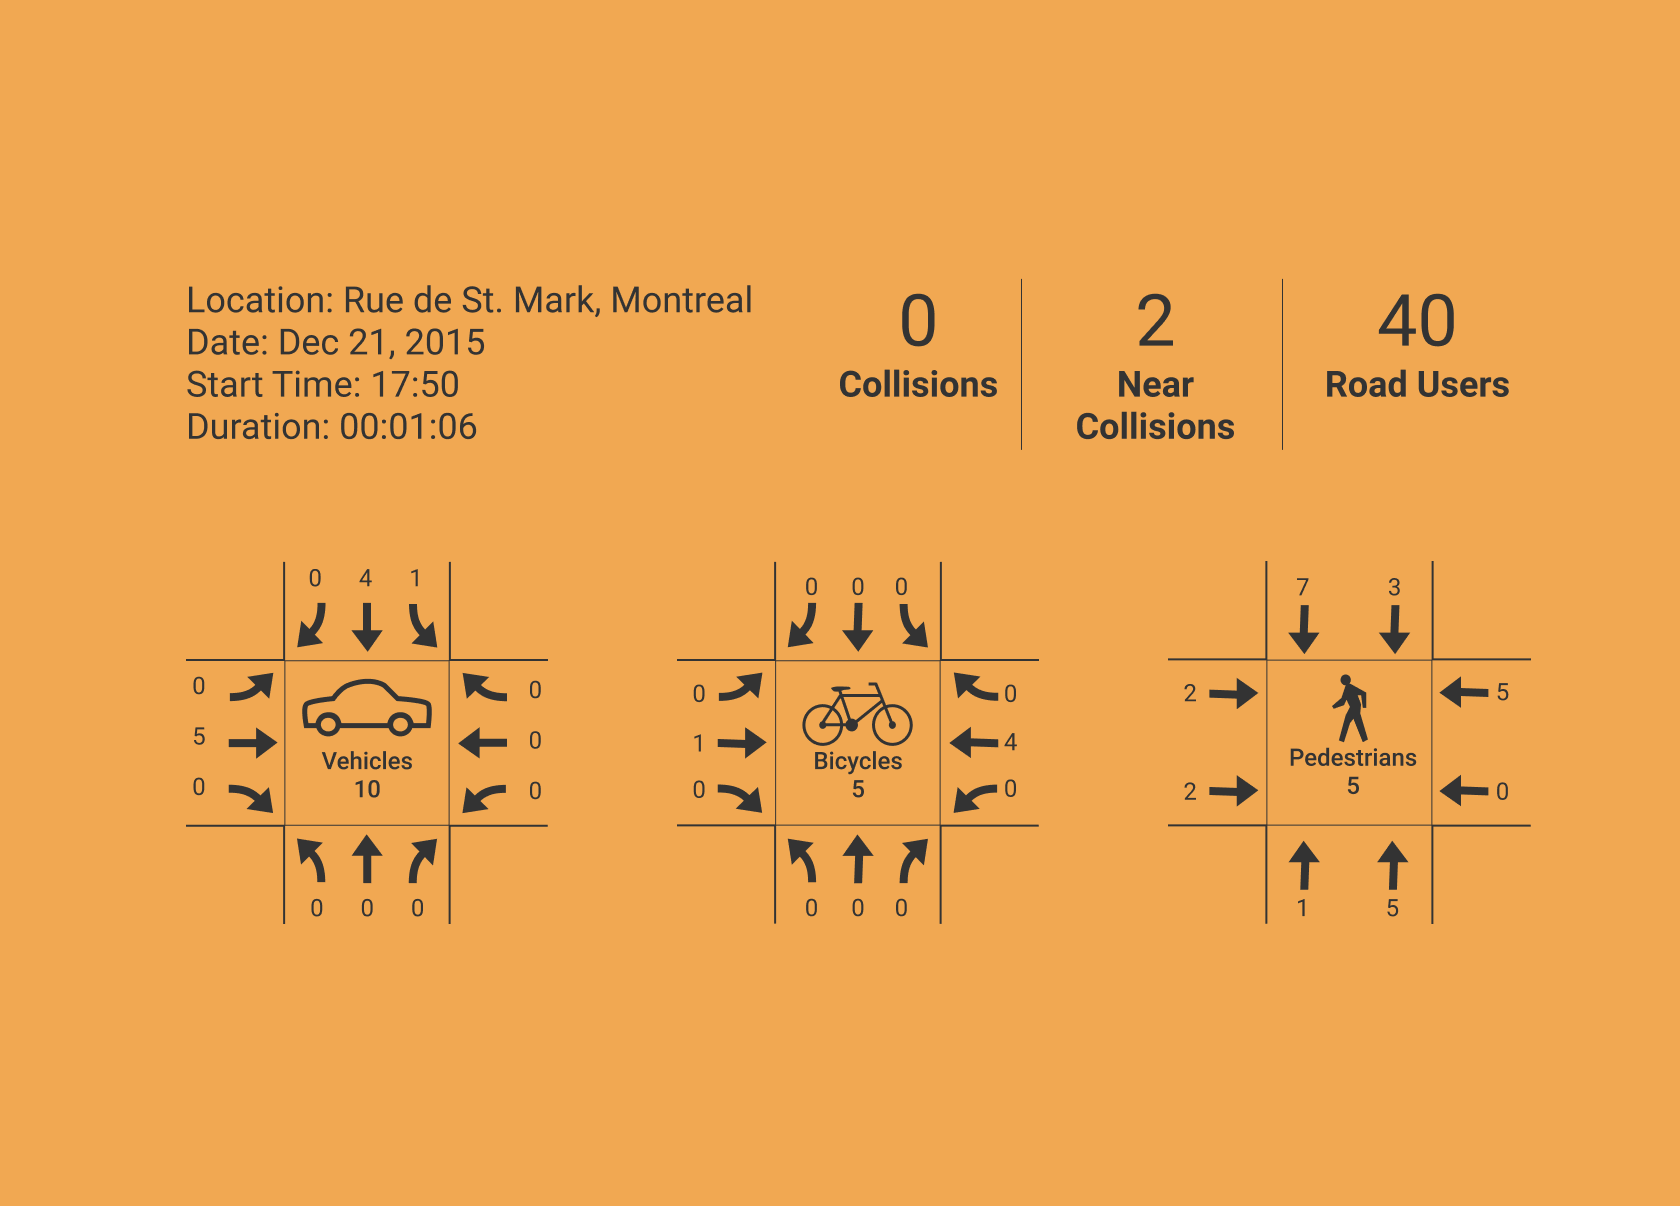 Location: Rue de St. Mark, Montreal
Date: Dec 21, 2015
Start Time: 17:50
Duration: 00:01:06
0
Collisions
2
Near
Collisions
40
Road Users
0 4 1
0
5
0
0
0
0
Vehicles
10
0 0 0
0 0 0
0
1
0
0
4
0
Bicycles
5
0 0 0
7 3
2
2
5
0
Pedestrians
5
1 5